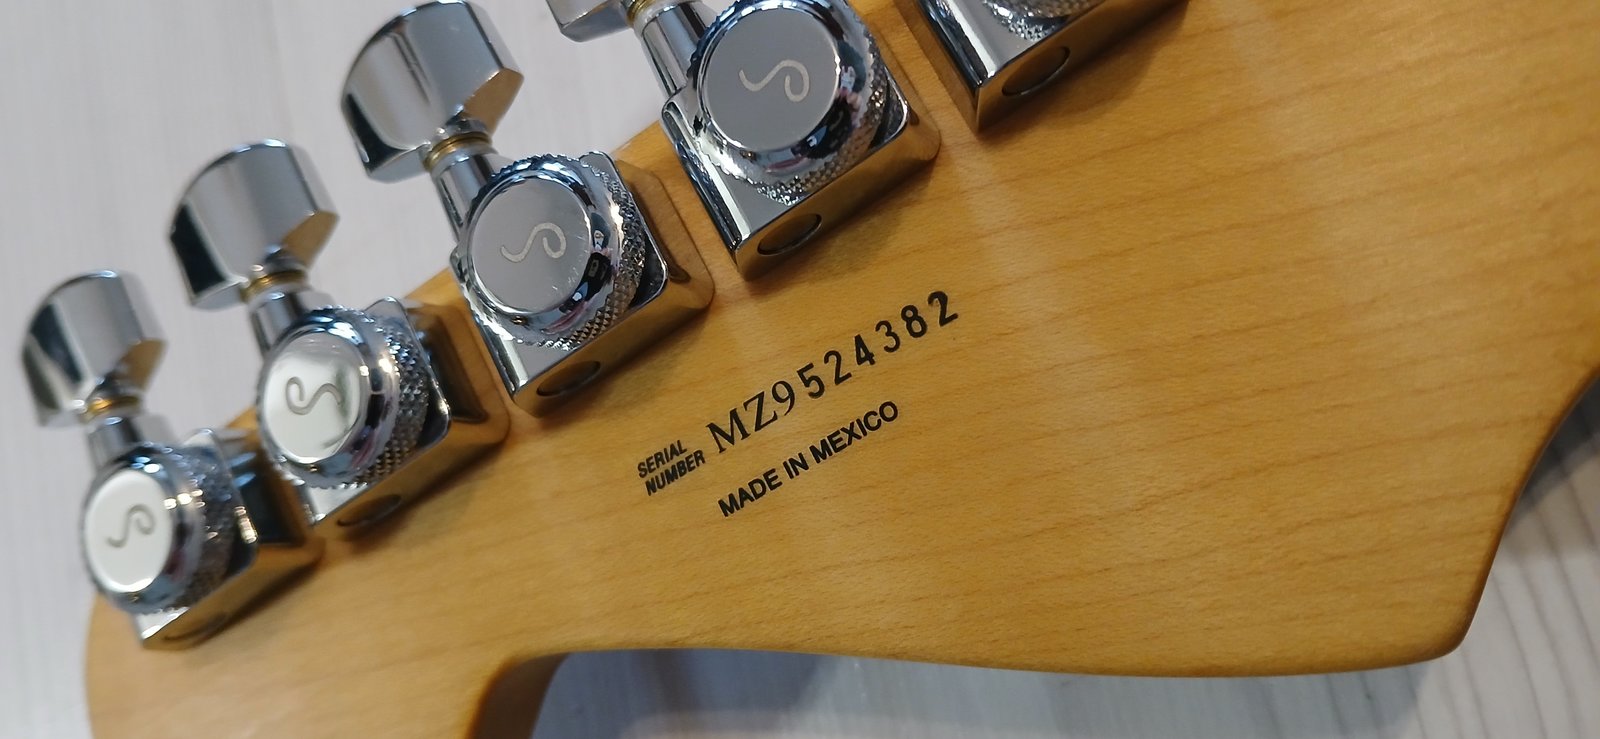 SERIAL
NUMBER MZ9524382
MADE IN MEXICO